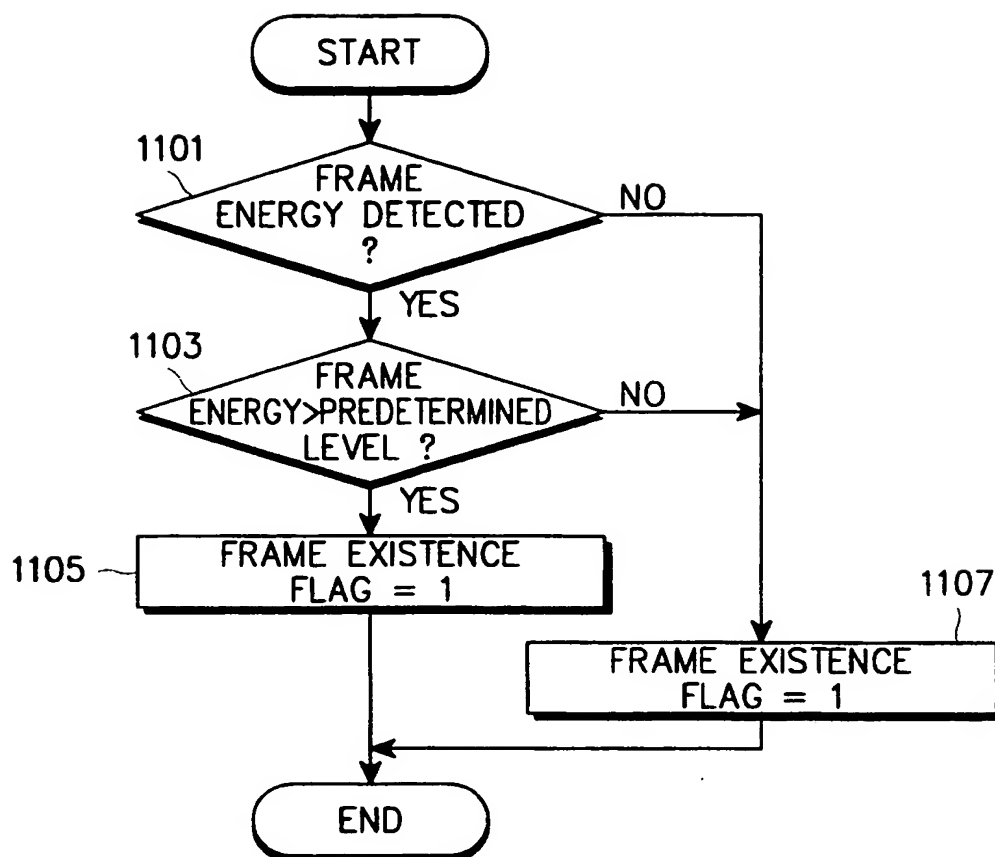 START
1101
FRAME
ENERGY DETECTED
?
NO
YES
1103
FRAME
ENERGY>PREDETERMINED
LEVEL ?
NO
YES
1105
FRAME EXISTENCE
FLAG = 1
1107
FRAME EXISTENCE
FLAG = 1
END